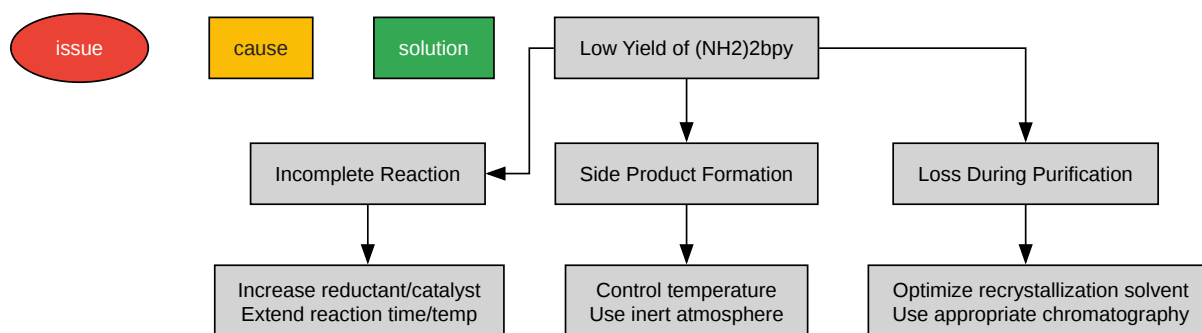 issue
cause
solution
Low Yield of (NH2)2bpy
Incomplete Reaction
Side Product Formation
Loss During Purification
Increase reductant/catalyst
Extend reaction time/temp
Control temperature
Use inert atmosphere
Optimize recrystallization solvent
Use appropriate chromatography